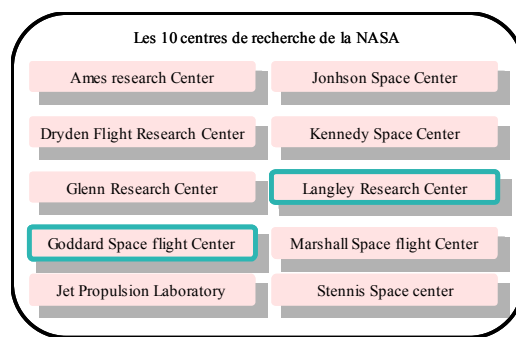 Les 10 centres de recherche de la NASA
Ames research Center
Jonhson Space Center
Dryden Flight Research Center
Kennedy Space Center
Glenn Research Center
Langley Research Center
Goddard Space flight Center
Marshall Space flight Center
Jet Propulsion Laboratory
Stennis Space center